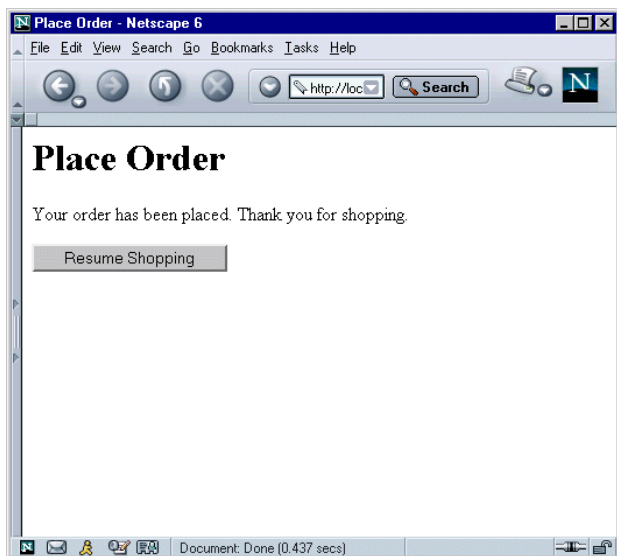 N Place Order - Netscape 6
File Edit View Search Go Bookmarks Tasks Help
http://loc Search N
Place Order
Your order has been placed. Thank you for shopping.
Resume Shopping
N Document: Done (0.437 secs)